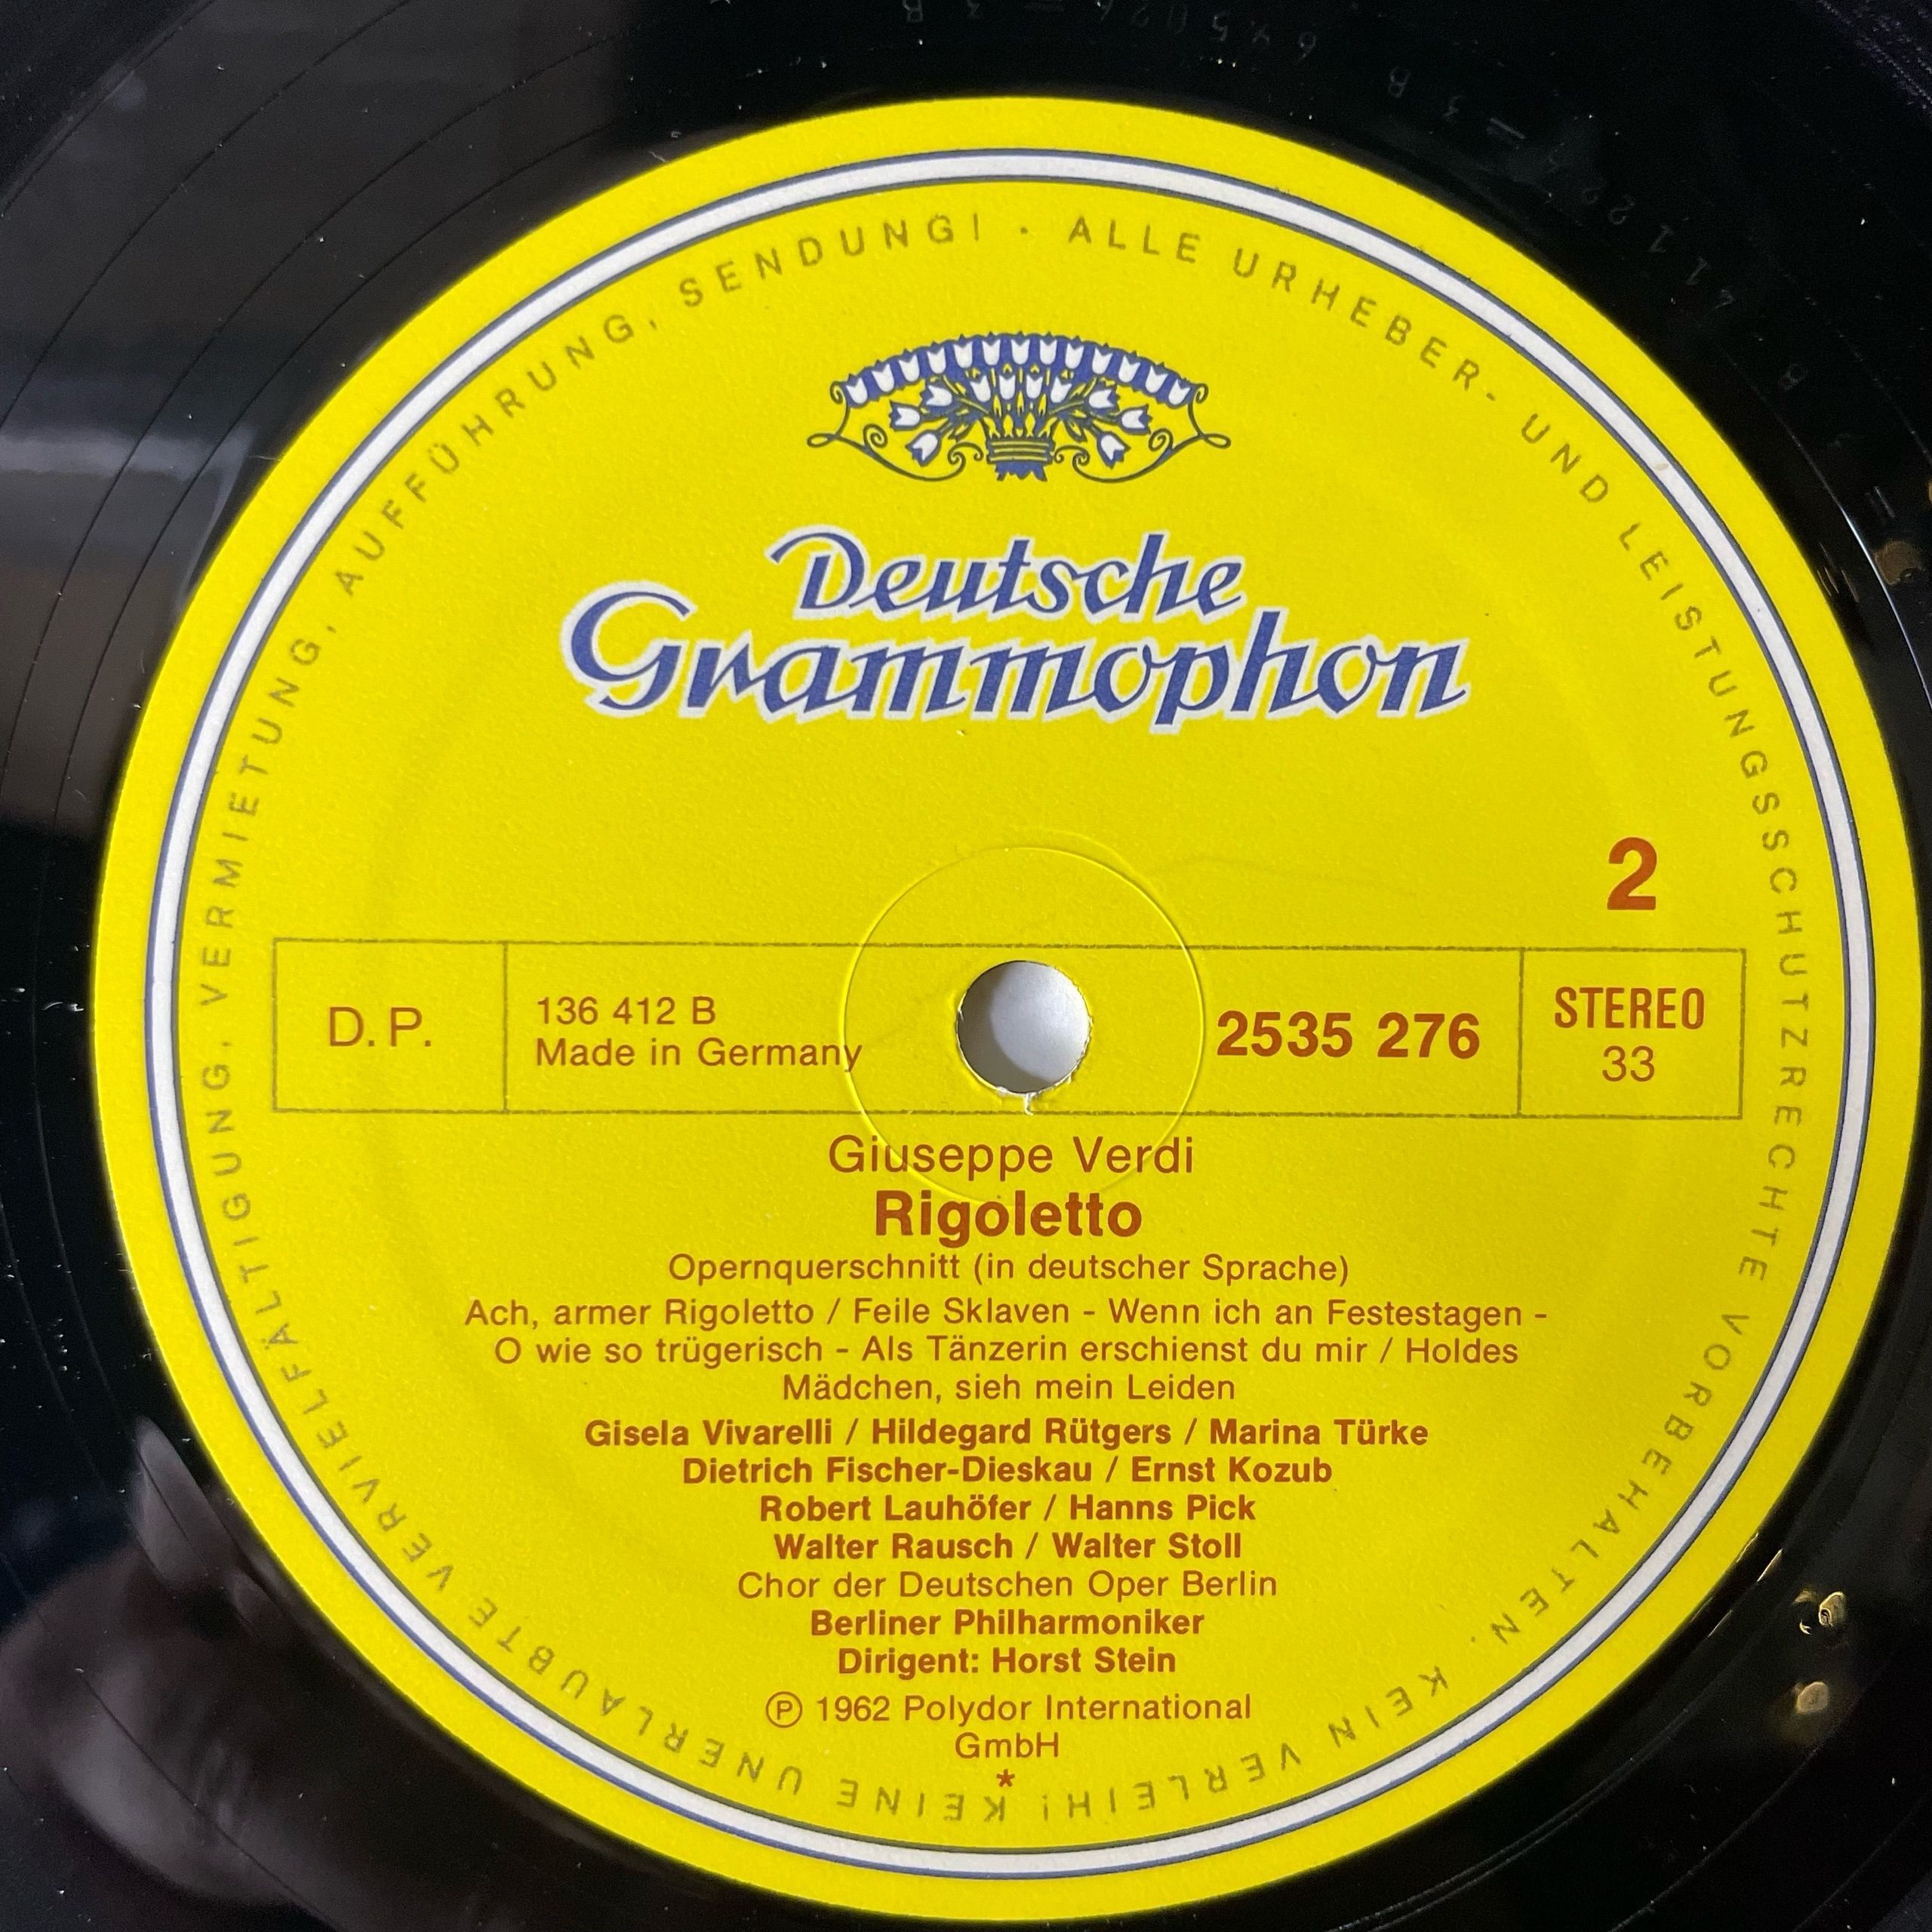 ALLE URHEBER- UND LEISTUNGSSCHUTZRECHTE VORBEHALTEN. KEIN VERLEIH! KEINE UNERLAUBTE VERVIELFÄLTIGUNG, VERMIETUNG, AUFFÜHRUNG, SENDUNG! ·
Deutsche
Grammophon
2
D. P.
136 412 B
Made in Germany
2535 276
STEREO
33
Giuseppe Verdi
Rigoletto
Opernquerschnitt (in deutscher Sprache)
Ach, armer Rigoletto / Feile Sklaven - Wenn ich an Festestagen -
O wie so trügerisch - Als Tänzerin erschienst du mir / Holdes
Mädchen, sieh mein Leiden
Gisela Vivarelli / Hildegard Rütgers / Marina Türke
Dietrich Fischer-Dieskau / Ernst Kozub
Robert Lauhöfer / Hanns Pick
Walter Rausch / Walter Stoll
Chor der Deutschen Oper Berlin
Berliner Philharmoniker
Dirigent: Horst Stein
Ⓟ 1962 Polydor International
GmbH
*